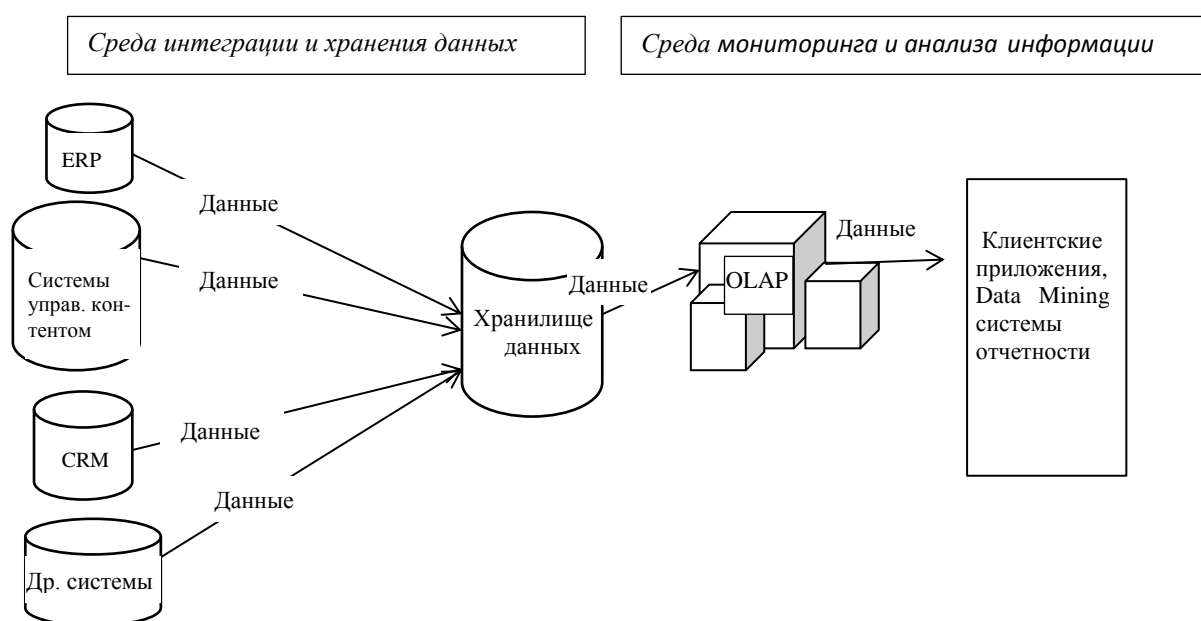 Среда интеграции и хранения данных
Среда мониторинга и анализа информации
ERP
Данные
Системы
управ. кон-
тентом
Данные
CRM
Данные
Др. системы
Данные
Хранилище
данных
Данные
OLAP
Данные
Клиентские
приложения,
Data Mining
системы
отчетности